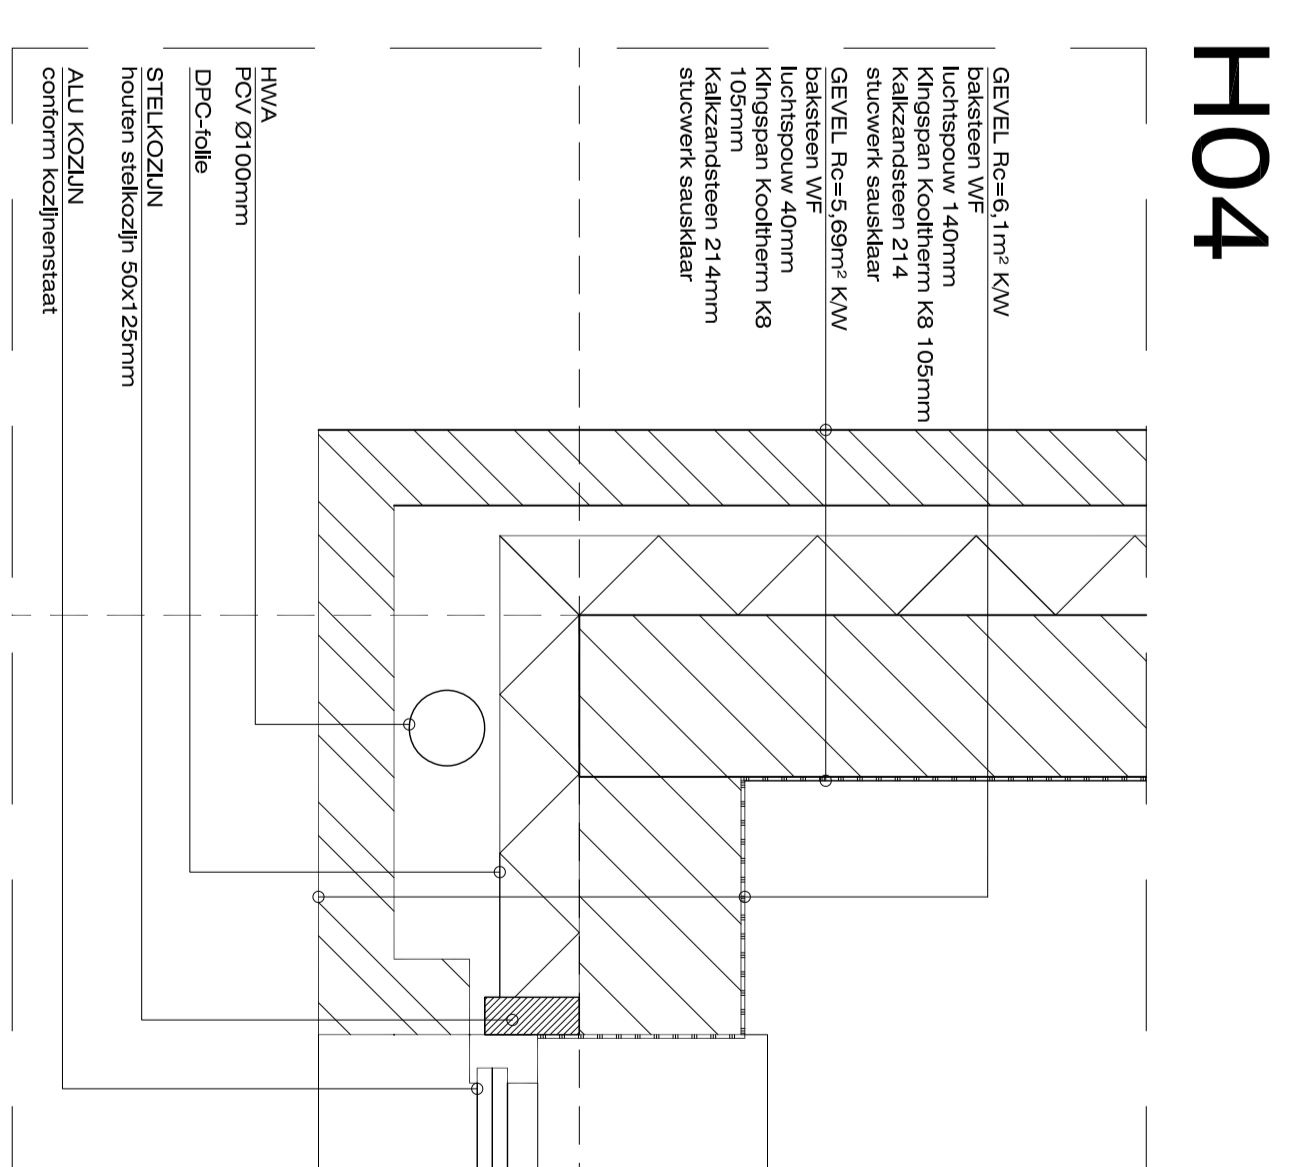 H04
GEVEL Rc=6,1m² K/W
baksteen WF
luchtspouw 140mm
Kingspan Kooltherm K8 105mm
Kalkzandsteen 214
stucwerk sausklaar
GEVEL Rc=5,69m² K/W
baksteen WF
luchtspouw 40mm
Kingspan Kooltherm K8
105mm
Kalkzandsteen 214mm
stucwerk sausklaar
HWA
PCV Ø100mm
DPC-folie
STELKOZIJN
houten stelkozijn 50x125mm
ALU KOZIJN
conform kozijnenstaat